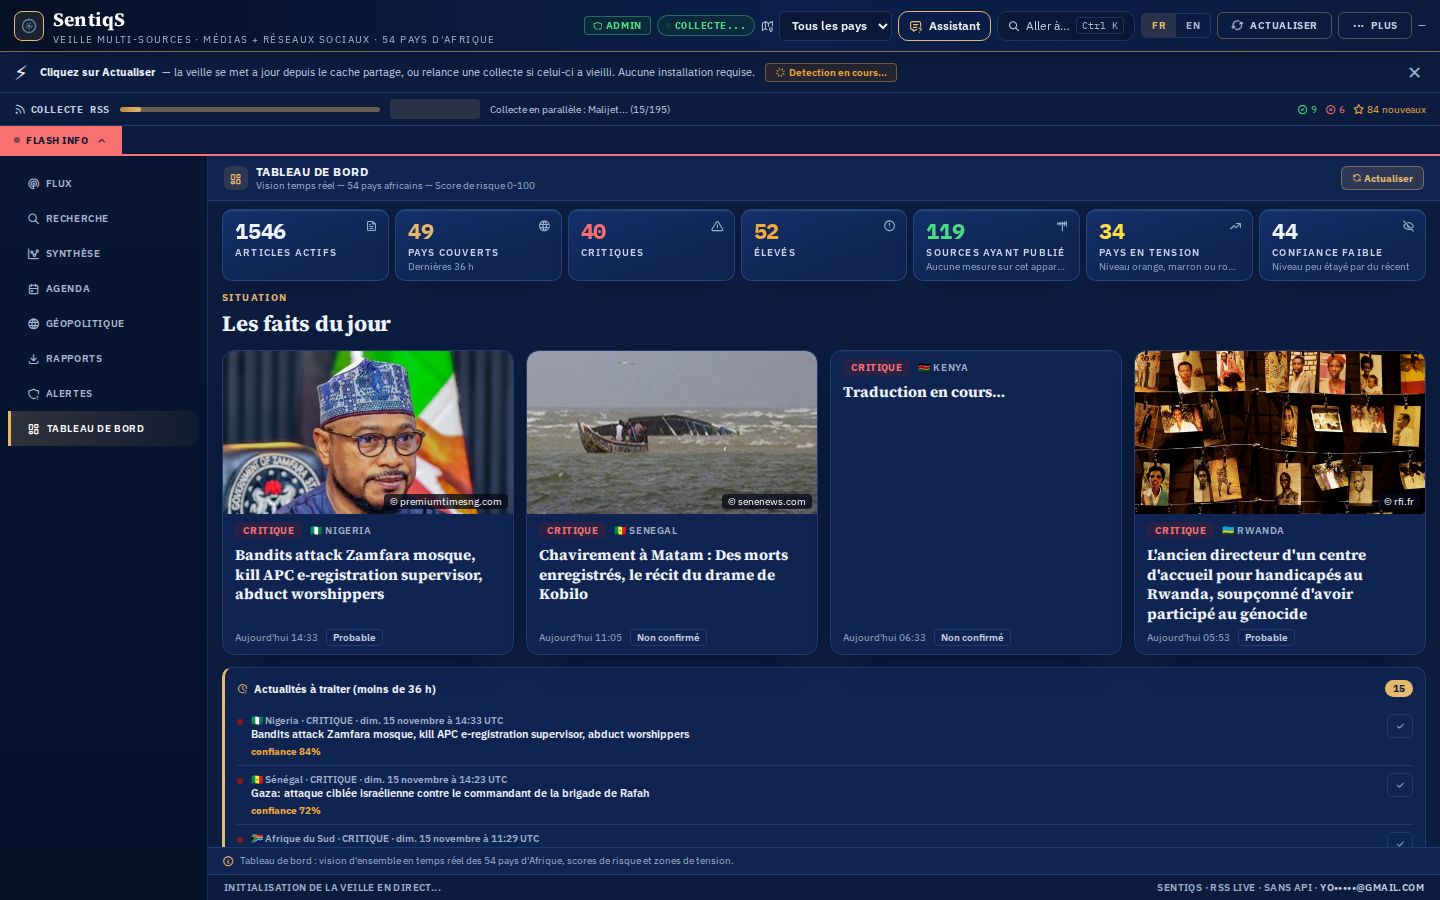 SentiqS
VEILLE MULTI-SOURCES · MÉDIAS + RÉSEAUX SOCIAUX · 54 PAYS D'AFRIQUE
ADMIN
COLLECTE...
Tous les pays
Assistant
Aller à...
Ctrl K
FR
EN
ACTUALISER
··· PLUS
Cliquez sur Actualiser — la veille se met a jour depuis le cache partage, ou relance une collecte si celui-ci a vieilli. Aucune installation requise.
Detection en cours...
COLLECTE RSS
Collecte en parallèle : Malijet... (15/195)
9
6
84 nouveaux
FLASH INFO
FLUX
RECHERCHE
SYNTHÈSE
AGENDA
GÉOPOLITIQUE
RAPPORTS
ALERTES
TABLEAU DE BORD
TABLEAU DE BORD
Vision temps réel — 54 pays africains — Score de risque 0-100
Actualiser
1546
ARTICLES ACTIFS
49
PAYS COUVERTS
Dernières 36 h
40
CRITIQUES
52
ÉLEVÉS
119
SOURCES AYANT PUBLIÉ
Aucune mesure sur cet appar...
34
PAYS EN TENSION
Niveau orange, marron ou ro...
44
CONFIANCE FAIBLE
Niveau peu étayé par du récent
SITUATION
Les faits du jour
GOVERNMENT OF ZAMFARA
© premiumtimesng.com
CRITIQUE
NIGERIA
Bandits attack Zamfara mosque,
kill APC e-registration supervisor,
abduct worshippers
Aujourd'hui 14:33
Probable
© senenews.com
CRITIQUE
SENEGAL
Chavirement à Matam : Des morts
enregistrés, le récit du drame de
Kobilo
Aujourd'hui 11:05
Non confirmé
CRITIQUE
KENYA
Traduction en cours...
Aujourd'hui 06:33
Non confirmé
© rfi.fr
CRITIQUE
RWANDA
L'ancien directeur d'un centre
d'accueil pour handicapés au
Rwanda, soupçonné d'avoir
participé au génocide
Aujourd'hui 05:53
Probable
Actualités à traiter (moins de 36 h)
15
Nigeria · CRITIQUE · dim. 15 novembre à 14:33 UTC
Bandits attack Zamfara mosque, kill APC e-registration supervisor, abduct worshippers
confiance 84%
Sénégal · CRITIQUE · dim. 15 novembre à 14:23 UTC
Gaza: attaque ciblée israélienne contre le commandant de la brigade de Rafah
confiance 72%
Afrique du Sud · CRITIQUE · dim. 15 novembre à 11:29 UTC
Tableau de bord : vision d'ensemble en temps réel des 54 pays d'Afrique, scores de risque et zones de tension.
INITIALISATION DE LA VEILLE EN DIRECT...
SENTIQS · RSS LIVE · SANS API · YO•••••@GMAIL.COM